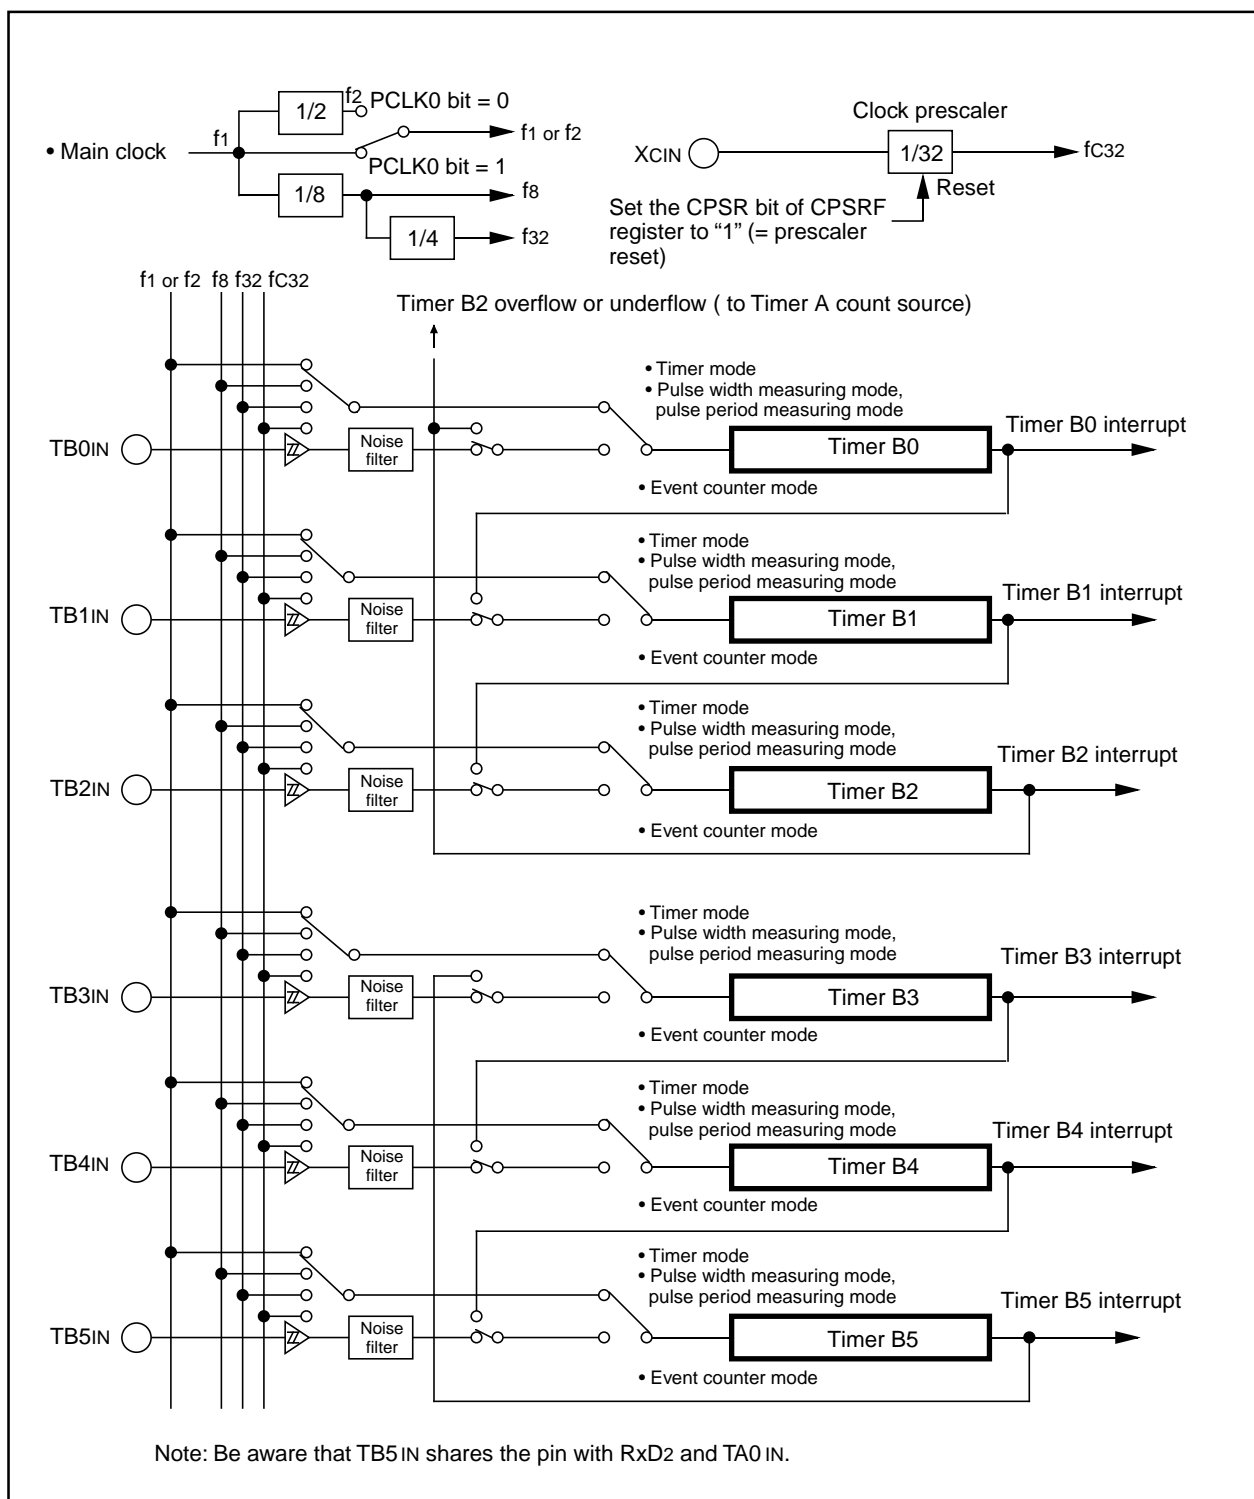 1/2
f2
PCLK0 bit = 0
f1
• Main clock
f1 or f2
PCLK0 bit = 1
1/8
f8
1/4
f32
Clock prescaler
XCIN
1/32
fC32
Reset
Set the CPSR bit of CPSRF
register to “1” (= prescaler
reset)
f1 or f2 f8 f32 fC32
Timer B2 overflow or underflow ( to Timer A count source)
• Timer mode
• Pulse width measuring mode,
pulse period measuring mode
TB0IN
Noise
filter
Timer B0
Timer B0 interrupt
• Event counter mode
• Timer mode
• Pulse width measuring mode,
pulse period measuring mode
TB1IN
Noise
filter
Timer B1
Timer B1 interrupt
• Event counter mode
• Timer mode
• Pulse width measuring mode,
pulse period measuring mode
TB2IN
Noise
filter
Timer B2
Timer B2 interrupt
• Event counter mode
• Timer mode
• Pulse width measuring mode,
pulse period measuring mode
TB3IN
Noise
filter
Timer B3
Timer B3 interrupt
• Event counter mode
• Timer mode
• Pulse width measuring mode,
pulse period measuring mode
TB4IN
Noise
filter
Timer B4
Timer B4 interrupt
• Event counter mode
• Timer mode
• Pulse width measuring mode,
pulse period measuring mode
TB5IN
Noise
filter
Timer B5
Timer B5 interrupt
• Event counter mode
Note: Be aware that TB5IN shares the pin with RxD2 and TA0IN.